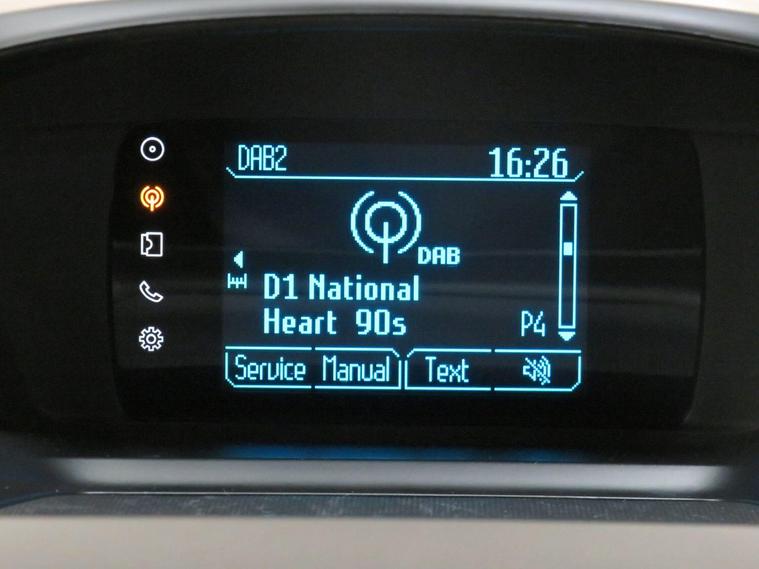 DAB2 16:26
DAB
D1 National
Heart 90s P4
Service Manual Text